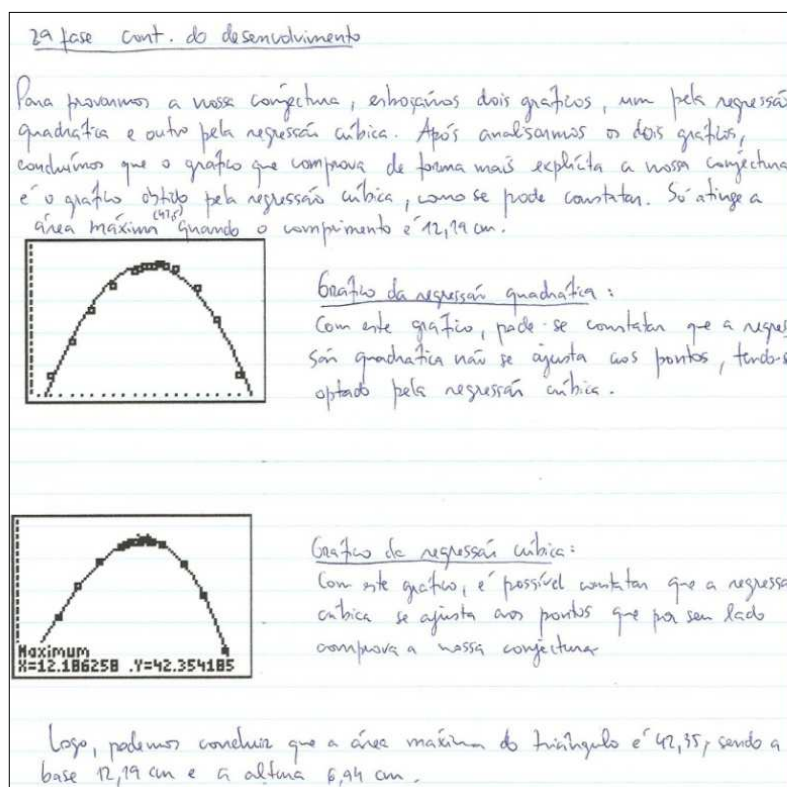 2ª fase cont. do desenvolvimento
Para provarmos a nossa conjectura, esboçámos dois gráficos, um pela regressão
quadrática e outro pela regressão cúbica. Após analisarmos os dois gráficos,
concluímos que o gráfico que comprova de forma mais explícita a nossa conjectura
é o gráfico obtido pela regressão cúbica, como se pode constatar. Só atinge a
área máxima quando o comprimento é 12,19 cm.
Gráfico da regressão quadrática:
Com este gráfico, pode-se constatar que a regres
são quadrática não se ajusta aos pontos, tendo-s
optado pela regressão cúbica.
Gráfico da regressão cúbica:
Com este gráfico, é possível constatar que a regressã
cúbica se ajusta aos pontos que por seu lado
comprova a nossa conjectura
Maximum
X=12.186258 .Y=42.354185
Logo, podemos concluir que a área máxima do triângulo é 42,35, sendo a
base 12,19 cm e a altura 6,94 cm.